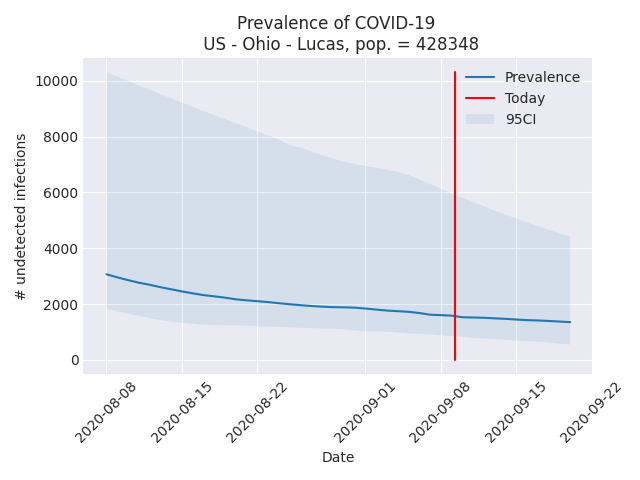 Prevalence of COVID-19
US - Ohio - Lucas, pop. = 428348
Prevalence
Today
95CI
# undetected infections
10000
8000
6000
4000
2000
0
2020-08-08
2020-08-15
2020-08-22
2020-09-01
2020-09-08
2020-09-15
2020-09-22
Date